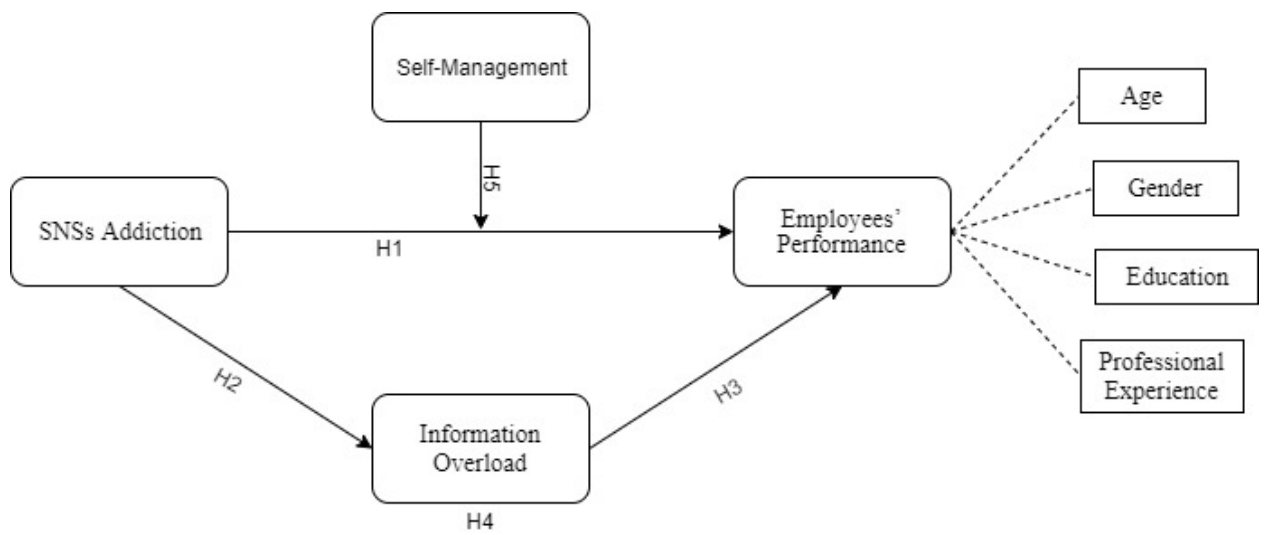 Self-Management
Age
H5
Gender
SNSs Addiction
Employees’
Performance
H1
Education
Professional
Experience
H2
H3
Information
Overload
H4